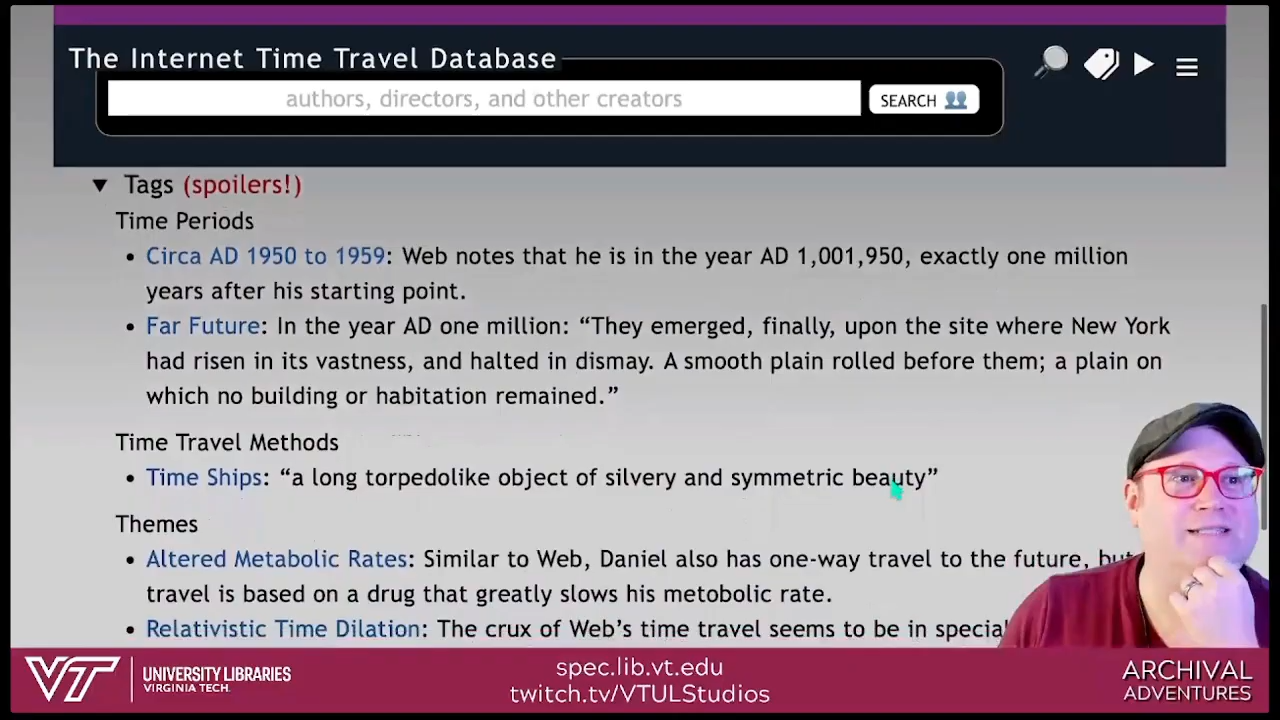 The Internet Time Travel Database
authors, directors, and other creators
SEARCH
▼ Tags (spoilers!)
Time Periods
• Circa AD 1950 to 1959: Web notes that he is in the year AD 1,001,950, exactly one million
years after his starting point.
• Far Future: In the year AD one million: “They emerged, finally, upon the site where New York
had risen in its vastness, and halted in dismay. A smooth plain rolled before them; a plain on
which no building or habitation remained.”
Time Travel Methods
• Time Ships: “a long torpedolike object of silvery and symmetric beauty”
Themes
• Altered Metabolic Rates: Similar to Web, Daniel also has one-way travel to the future,
travel is based on a drug that greatly slows his metobolic rate.
• Relativistic Time Dilation: The crux of Web’s time travel seems to be in
VT
UNIVERSITY LIBRARIES
VIRGINIA TECH.
spec.lib.vt.edu
twitch.tv/VTULStudios
ARCHIVAL
ADVENTURES